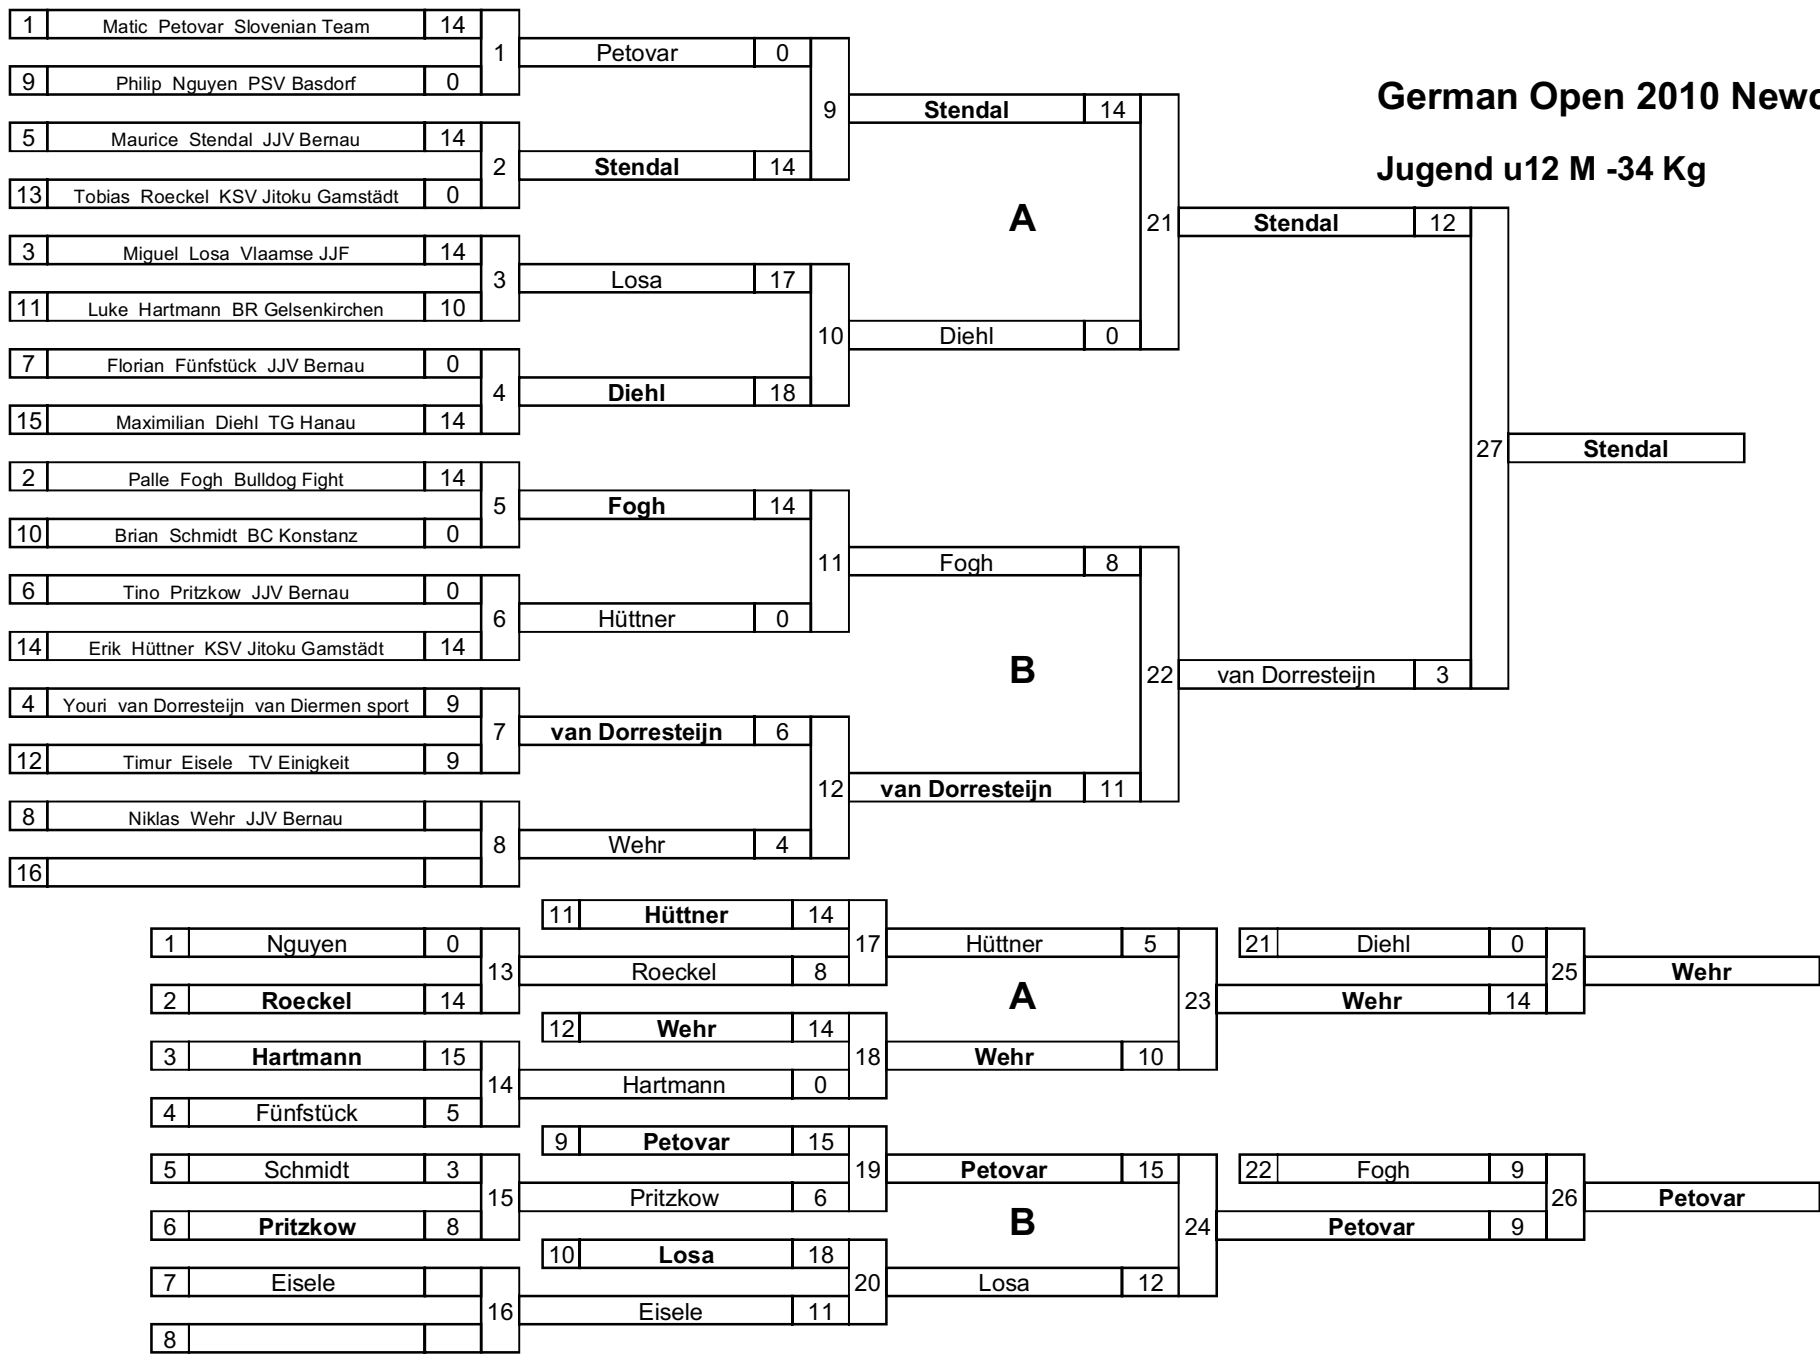 German Open 2010 Newc
Jugend u12 M -34 Kg
1 Matic Petovar Slovenian Team 14
9 Philip Nguyen PSV Basdorf 0
1
5 Maurice Stendal JJV Bernau 14
13 Tobias Roeckel KSV Jitoku Gamstädt 0
2
3 Miguel Losa Vlaamse JJF 14
11 Luke Hartmann BR Gelsenkirchen 10
3
7 Florian Fünfstück JJV Bernau 0
15 Maximilian Diehl TG Hanau 14
4
2 Palle Fogh Bulldog Fight 14
10 Brian Schmidt BC Konstanz 0
5
6 Tino Pritzkow JJV Bernau 0
14 Erik Hüttner KSV Jitoku Gamstädt 14
6
4 Youri van Dorresteijn van Diermen sport 9
12 Timur Eisele TV Einigkeit 9
7
8 Niklas Wehr JJV Bernau
16
8
Petovar 0
Stendal 14
9
Losa 17
Diehl 18
10
Fogh 14
Hüttner 0
11
van Dorresteijn 6
Wehr 4
12
Stendal 14
A
Diehl 0
21
Fogh 8
B
van Dorresteijn 11
22
Stendal 12
van Dorresteijn 3
27
Stendal
1 Nguyen 0
2 Roeckel 14
13
3 Hartmann 15
4 Fünfstück 5
14
5 Schmidt 3
6 Pritzkow 8
15
7 Eisele
8
16
11 Hüttner 14
Roeckel 8
17
12 Wehr 14
Hartmann 0
18
9 Petovar 15
Pritzkow 6
19
10 Losa 18
Eisele 11
20
Hüttner 5
A
Wehr 10
23
Petovar 15
B
Losa 12
24
21 Diehl 0
Wehr 14
25
Wehr
22 Fogh 9
Petovar 9
26
Petovar